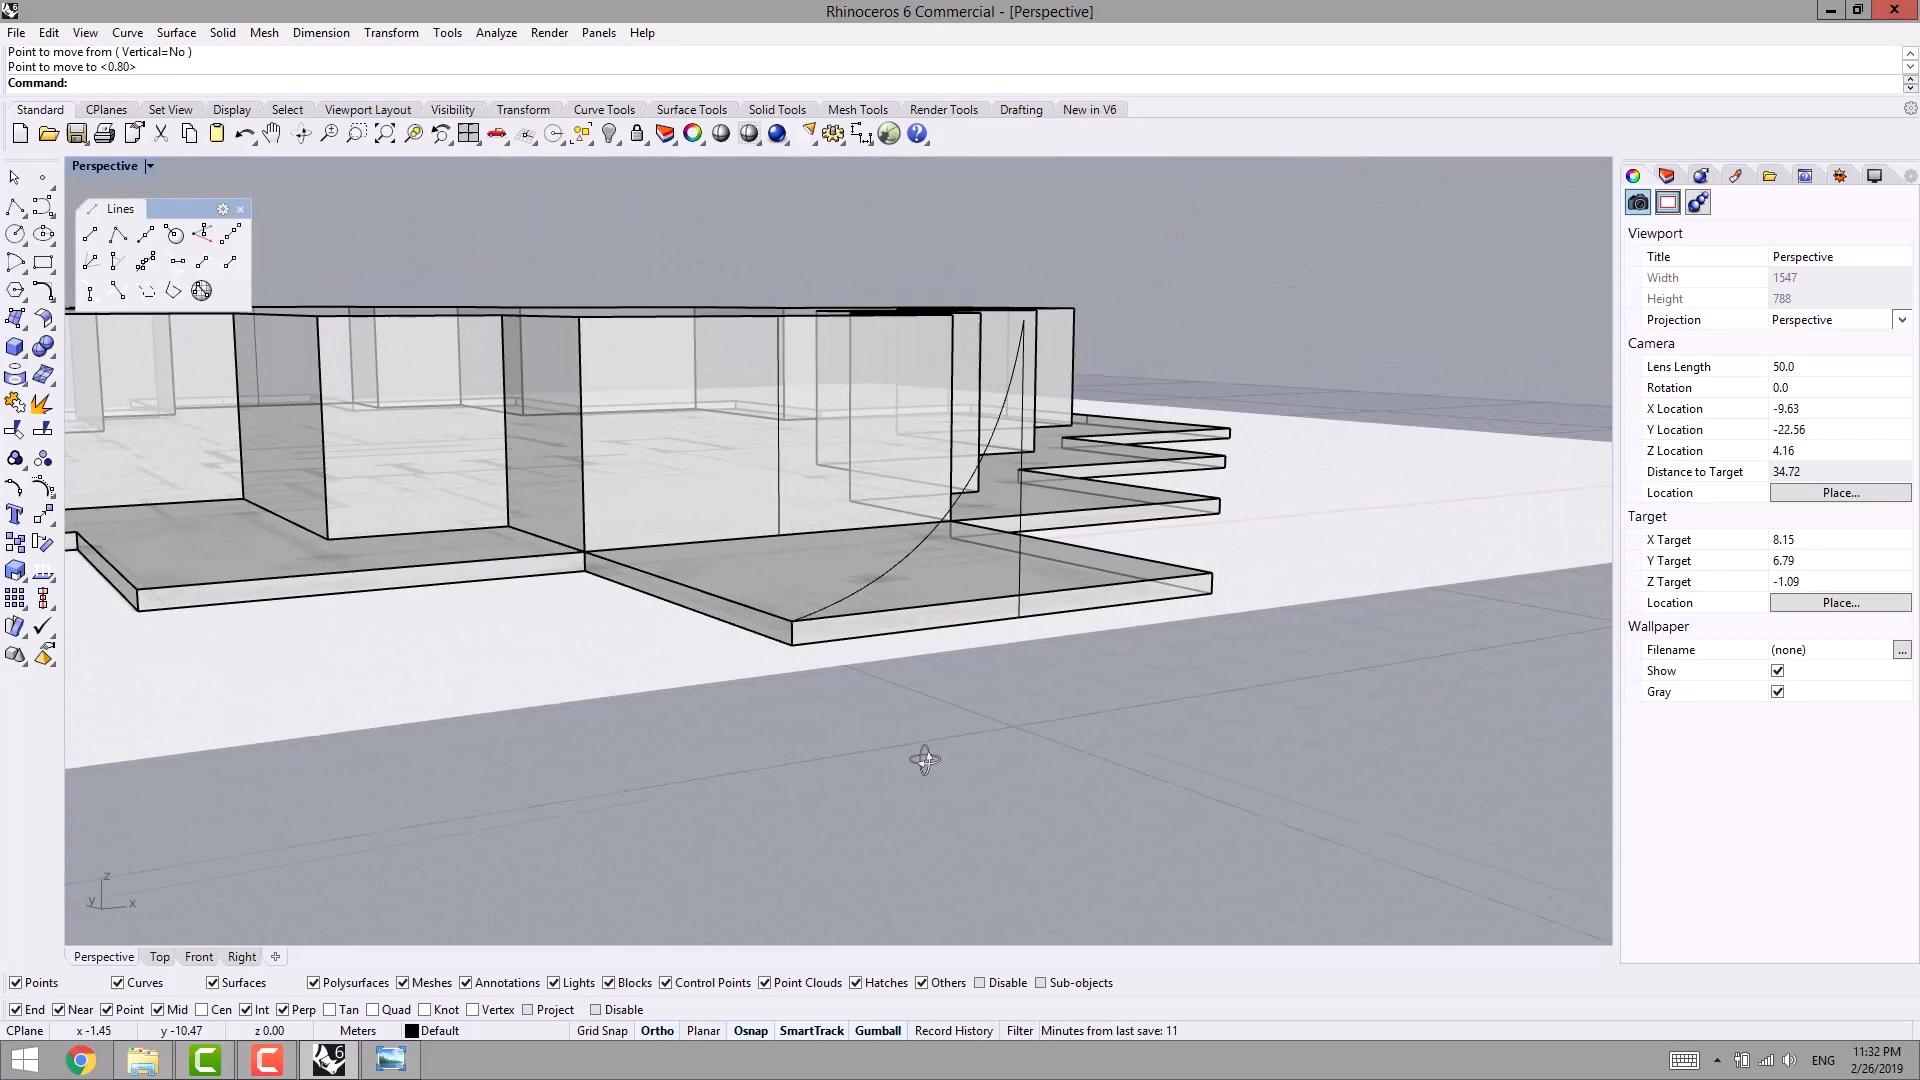 Rhinoceros 6 Commercial - [Perspective]
File Edit View Curve Surface Solid Mesh Dimension Transform Tools Analyze Render Panels Help
Point to move from ( Vertical=No )
Point to move to <0.80>
Command:
Standard CPlanes Set View Display Select Viewport Layout Visibility Transform Curve Tools Surface Tools Solid Tools Mesh Tools Render Tools Drafting New in V6
Perspective
Lines
Viewport
Title Perspective
Width 1547
Height 788
Projection Perspective
Camera
Lens Length 50.0
Rotation 0.0
X Location -9.63
Y Location -22.56
Z Location 4.16
Distance to Target 34.72
Location Place...
Target
X Target 8.15
Y Target 6.79
Z Target -1.09
Location Place...
Wallpaper
Filename (none) ...
Show
Gray
z
y x
Perspective Top Front Right
Points Curves Surfaces Polysurfaces Meshes Annotations Lights Blocks Control Points Point Clouds Hatches Others Disable Sub-objects
End Near Point Mid Cen Int Perp Tan Quad Knot Vertex Project Disable
CPlane x -1.45 y -10.47 z 0.00 Meters Default Grid Snap Ortho Planar Osnap SmartTrack Gumball Record History Filter Minutes from last save: 11
6
ENG
11:32 PM
2/26/2019